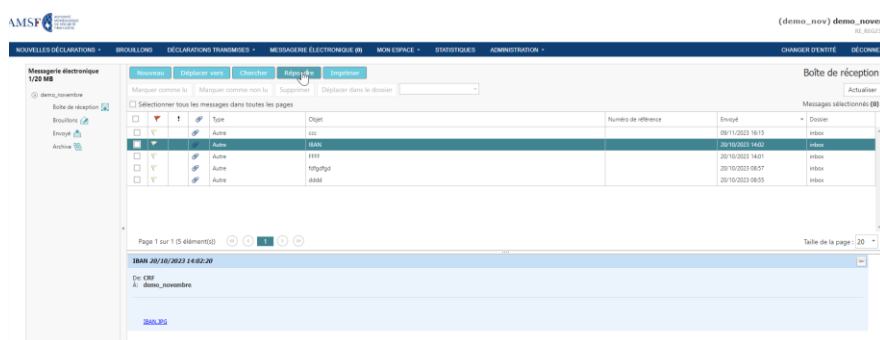 AMSF
(demo_nov) demo_nove
NOUVELLES DÉCLARATIONS BROUILLONS DÉCLARATIONS TRANSMISES MESSAGERIE ÉLECTRONIQUE (0) MON ESPACE STATISTIQUES ADMINISTRATION CHANGER D'ENTITÉ DÉCONNE
Messagerie électronique
1/20 MB
demo_novembre
Boîte de réception
Brouillons
Envoyé
Archive
Nouveau Déplacer vers Chercher Répondre Imprimer
Boîte de réception
Marquer comme lu Marquer comme non lu Supprimer Déplacer dans le dossier Actualiser
Sélectionner tous les messages dans toutes les pages Messages sélectionnés (0)
! Type Objet Numéro de référence Envoyé Dossier
Autre ccc 09/11/2023 16:15 inbox
Autre IBAN 20/10/2023 14:02 inbox
Autre FFFF 20/10/2023 14:01 inbox
Autre fdfgdfgd 20/10/2023 08:57 inbox
Autre dddd 20/10/2023 08:55 inbox
Page 1 sur 1 (5 élément(s)) 1 Taille de la page : 20
IBAN 20/10/2023 14:02:20
De: CRF
À: demo_novembre
IBAN.JPG